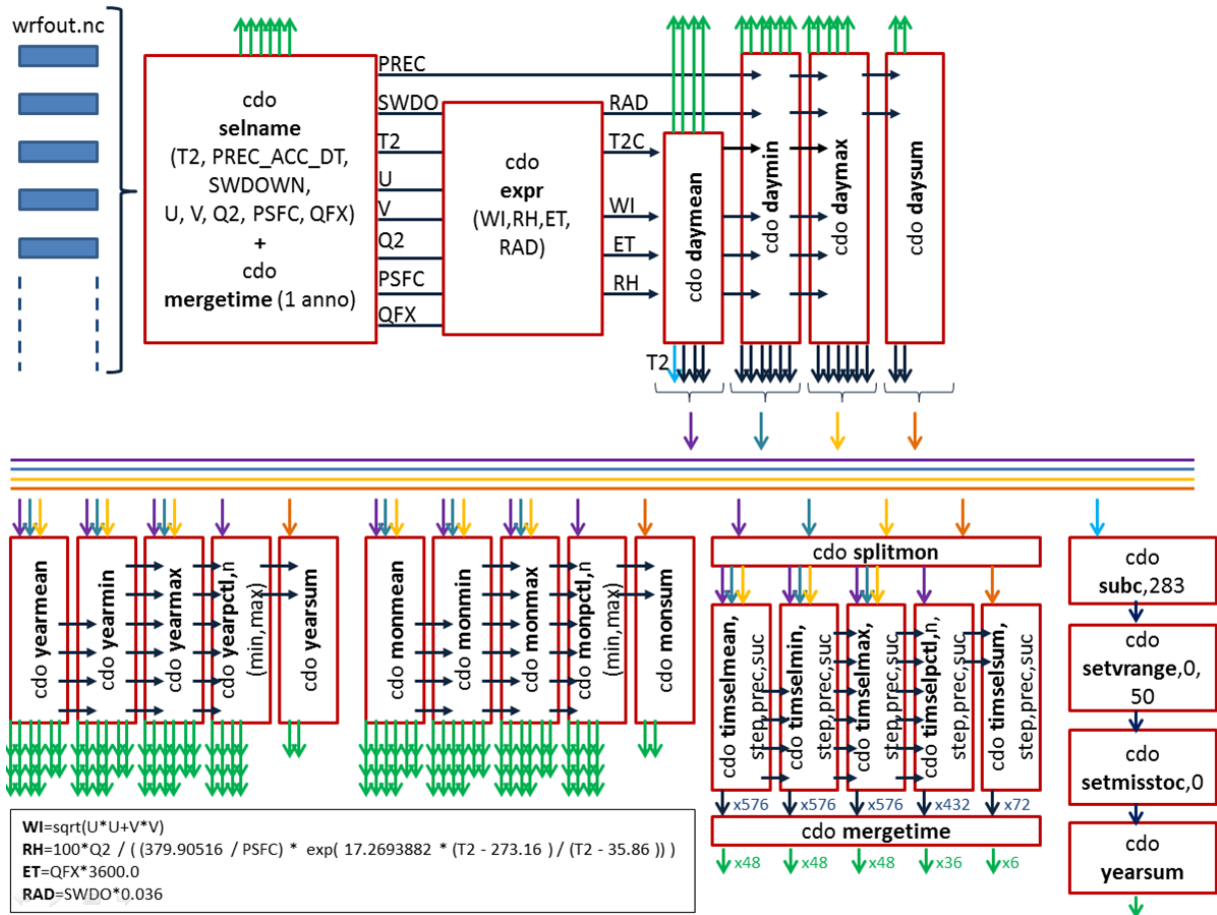 wrfout.nc
cdo
selname
(T2, PREC_ACC_DT,
SWDOWN,
U, V, Q2, PSFC, QFX)
+
cdo
mergetime (1 anno)
PREC
SWDO
T2
U
V
Q2
PSFC
QFX
cdo
expr
(WI,RH,ET,
RAD)
RAD
T2C
WI
ET
RH
cdo daymean
cdo daymin
cdo daymax
cdo daysum
T2
cdo yearmean
cdo yearmin
cdo yearmax
cdo yearpctl,n
(min,max)
cdo yearsum
cdo monmean
cdo monmin
cdo monmax
cdo monpctl,n
(min,max)
cdo monsum
cdo splitmon
cdo timselmean,
step,prec,suc
cdo timselmin,
step,prec,suc
cdo timselmax,
step,prec,suc
cdo timselpctl,n,
step,prec,suc
cdo timselsum,
step,prec,suc
x576
x576
x576
x432
x72
cdo mergetime
x48
x48
x48
x36
x6
cdo
subc,283
cdo
setvrange,0,
50
cdo
setmisstoc,0
cdo
yearsum
WI=sqrt(U*U+V*V)
RH=100*Q2 / ( (379.90516 / PSFC) * exp( 17.2693882 * (T2 - 273.16 ) / (T2 - 35.86 )) )
ET=QFX*3600.0
RAD=SWDO*0.036